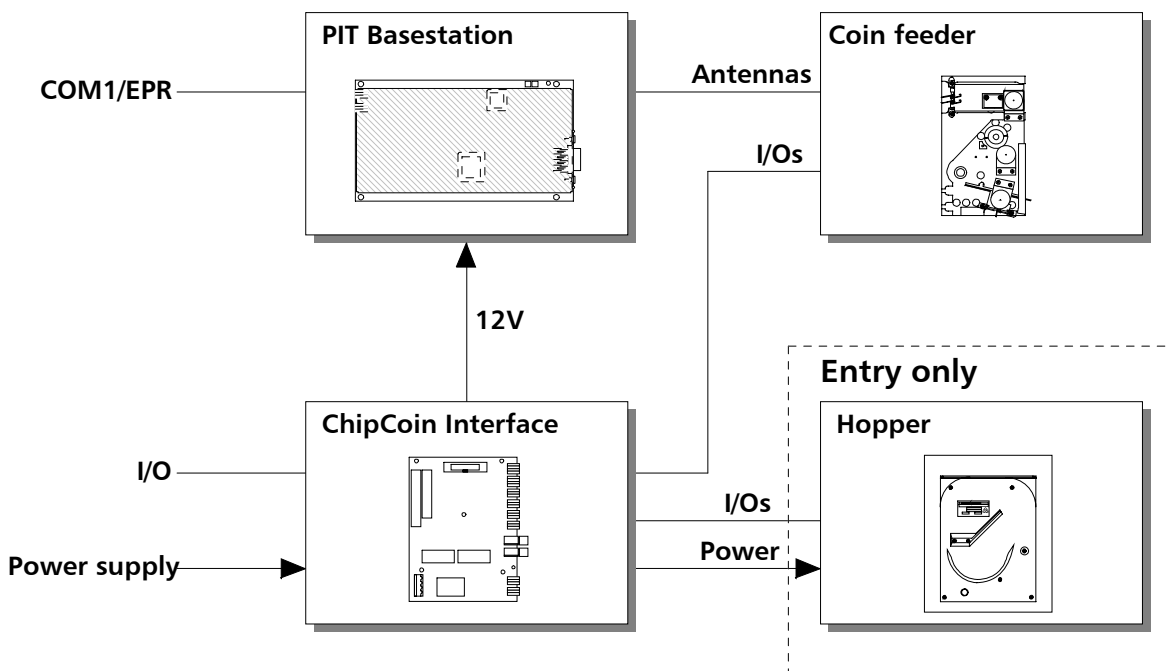 PIT Basestation
Coin feeder
COM1/EPR
Antennas
I/Os
12V
Entry only
ChipCoin Interface
Hopper
I/O
I/Os
Power supply
Power